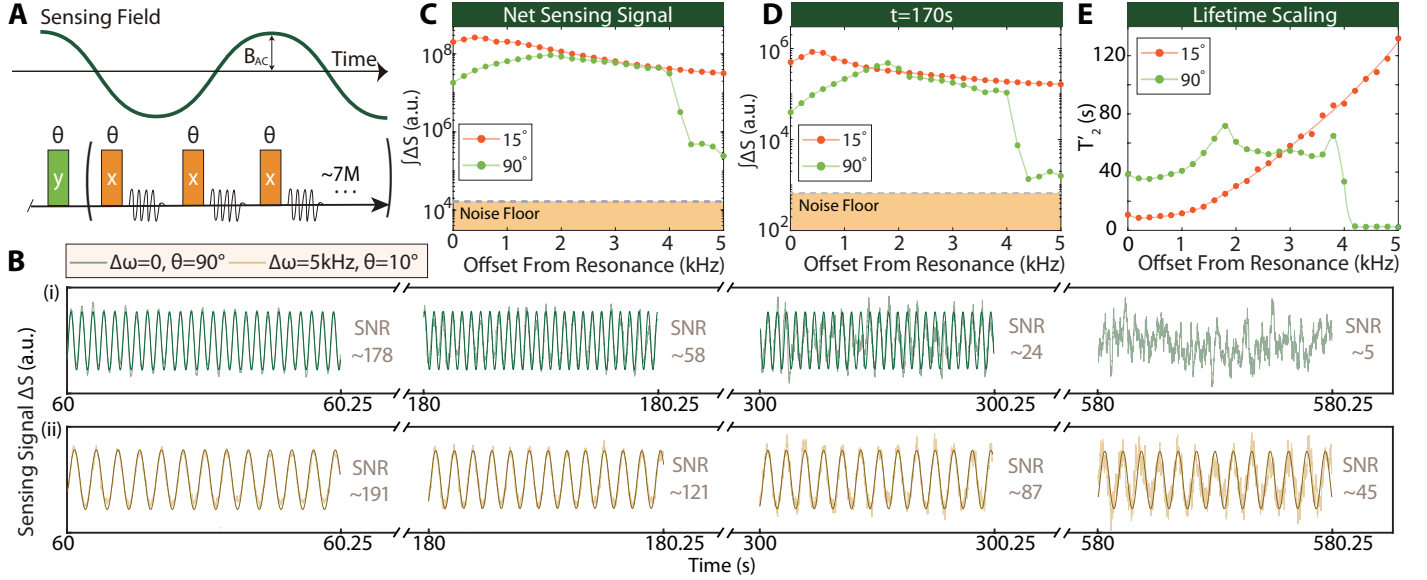 A
Sensing Field
B_AC
Time
θ θ θ θ
y x x x
~7M
...
C
Net Sensing Signal
∫ΔS (a.u.)
10^8
10^6
10^4
15°
90°
Noise Floor
0 1 2 3 4 5
Offset From Resonance (kHz)
D
t=170s
∫ΔS (a.u.)
10^6
10^4
10^2
15°
90°
Noise Floor
0 1 2 3 4 5
Offset From Resonance (kHz)
E
Lifetime Scaling
T'_2 (s)
120
80
40
0
15°
90°
0 1 2 3 4 5
Offset From Resonance (kHz)
B
Δω=0, θ=90° Δω=5kHz, θ=10°
Sensing Signal ΔS (a.u.)
(i)
SNR
~178
SNR
~58
SNR
~24
SNR
~5
60 60.25 180 180.25 300 300.25 580 580.25
(ii)
SNR
~191
SNR
~121
SNR
~87
SNR
~45
60 60.25 180 180.25 300 300.25 580 580.25
Time (s)